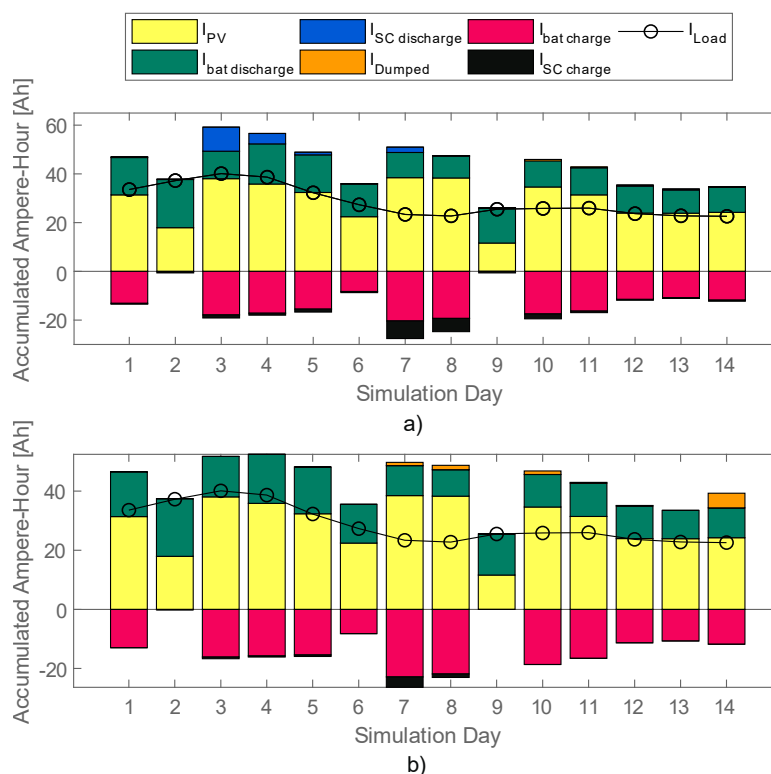 I_PV I_SC discharge I_bat charge I_Load
I_bat discharge I_Dumped I_SC charge
Accumulated Ampere-Hour [Ah]
60
40
20
0
-20
1 2 3 4 5 6 7 8 9 10 11 12 13 14
Simulation Day
a)
Accumulated Ampere-Hour [Ah]
40
20
0
-20
1 2 3 4 5 6 7 8 9 10 11 12 13 14
Simulation Day
b)